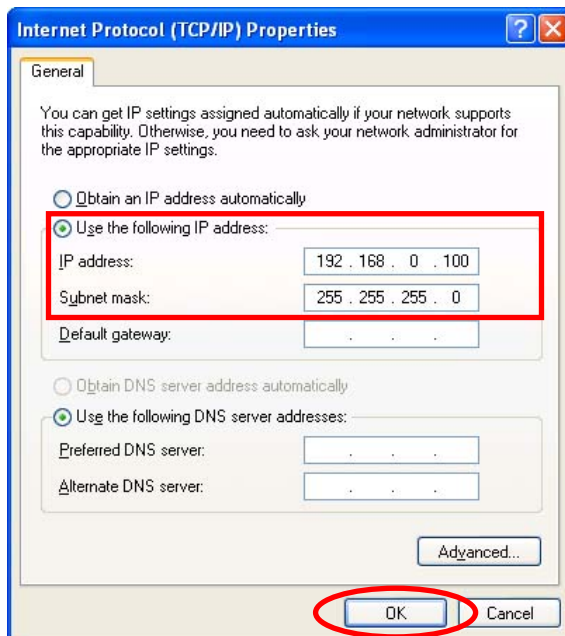 Internet Protocol (TCP/IP) Properties
General
You can get IP settings assigned automatically if your network supports
this capability. Otherwise, you need to ask your network administrator for
the appropriate IP settings.
Obtain an IP address automatically
Use the following IP address:
IP address: 192 . 168 . 0 . 100
Subnet mask: 255 . 255 . 255 . 0
Default gateway: . . .
Obtain DNS server address automatically
Use the following DNS server addresses:
Preferred DNS server: . . .
Alternate DNS server: . . .
Advanced...
OK Cancel